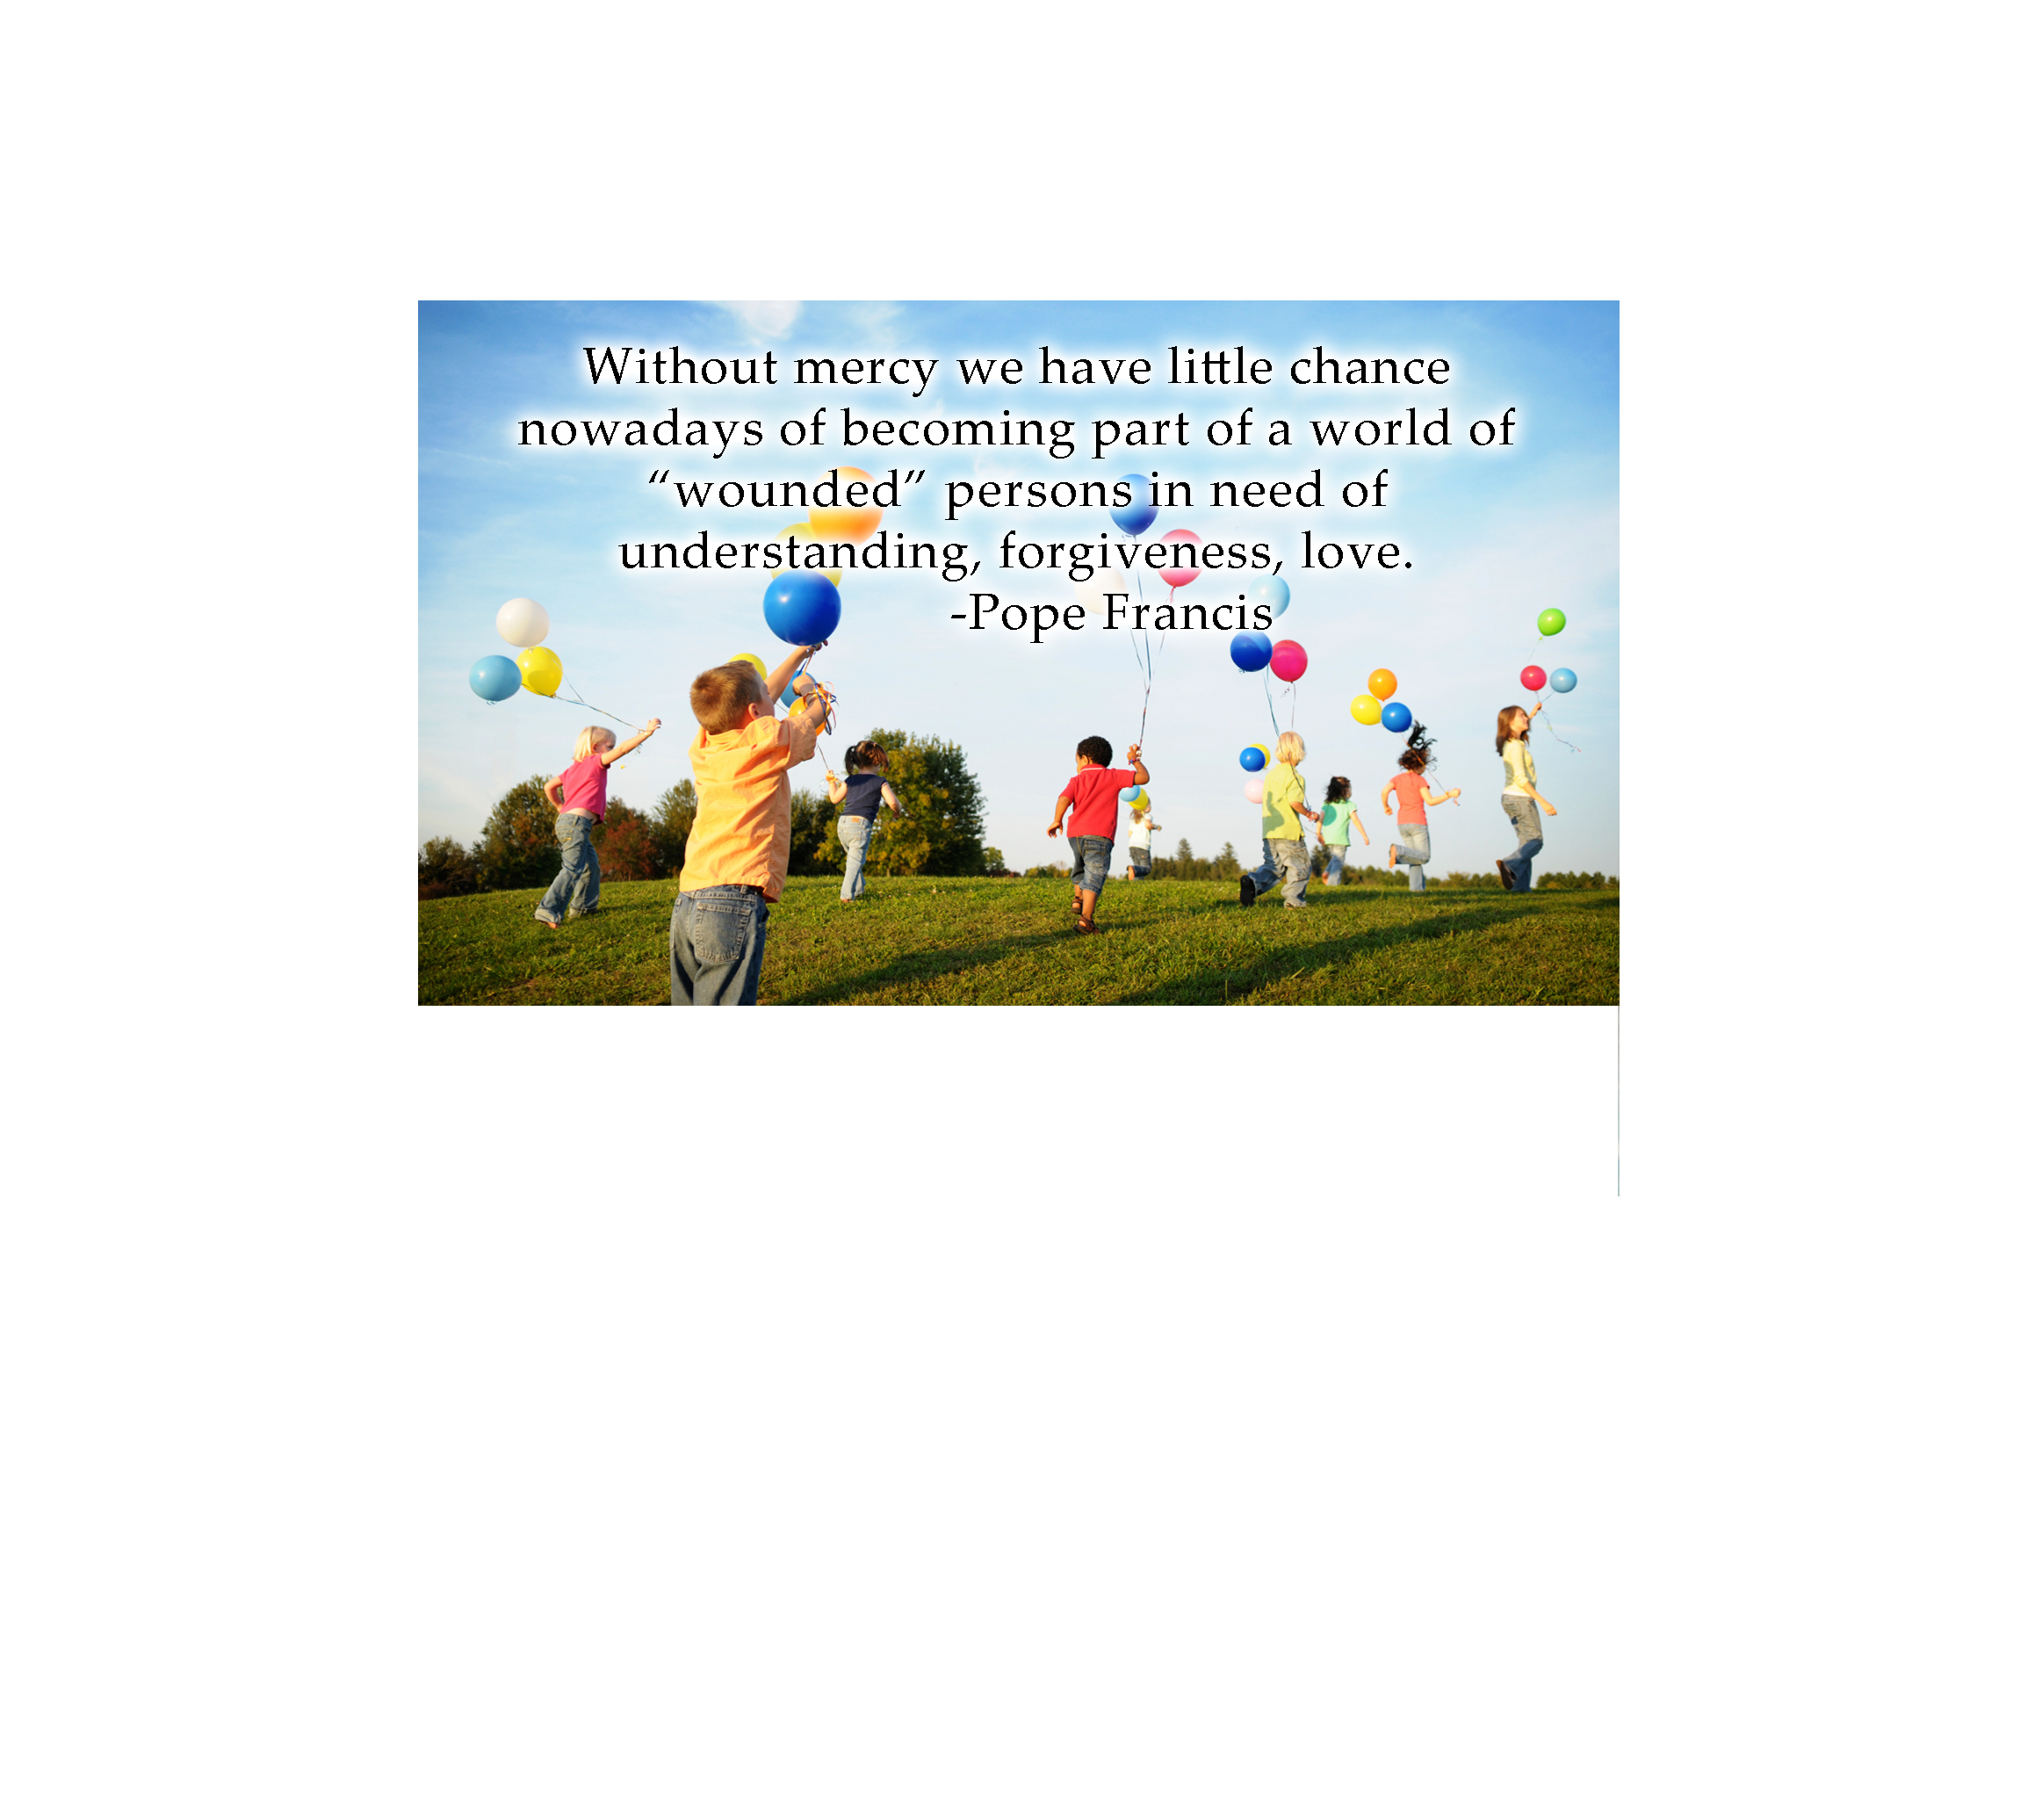 Without mercy we have little chance
nowadays of becoming part of a world of
“wounded” persons in need of
understanding, forgiveness, love.
-Pope Francis